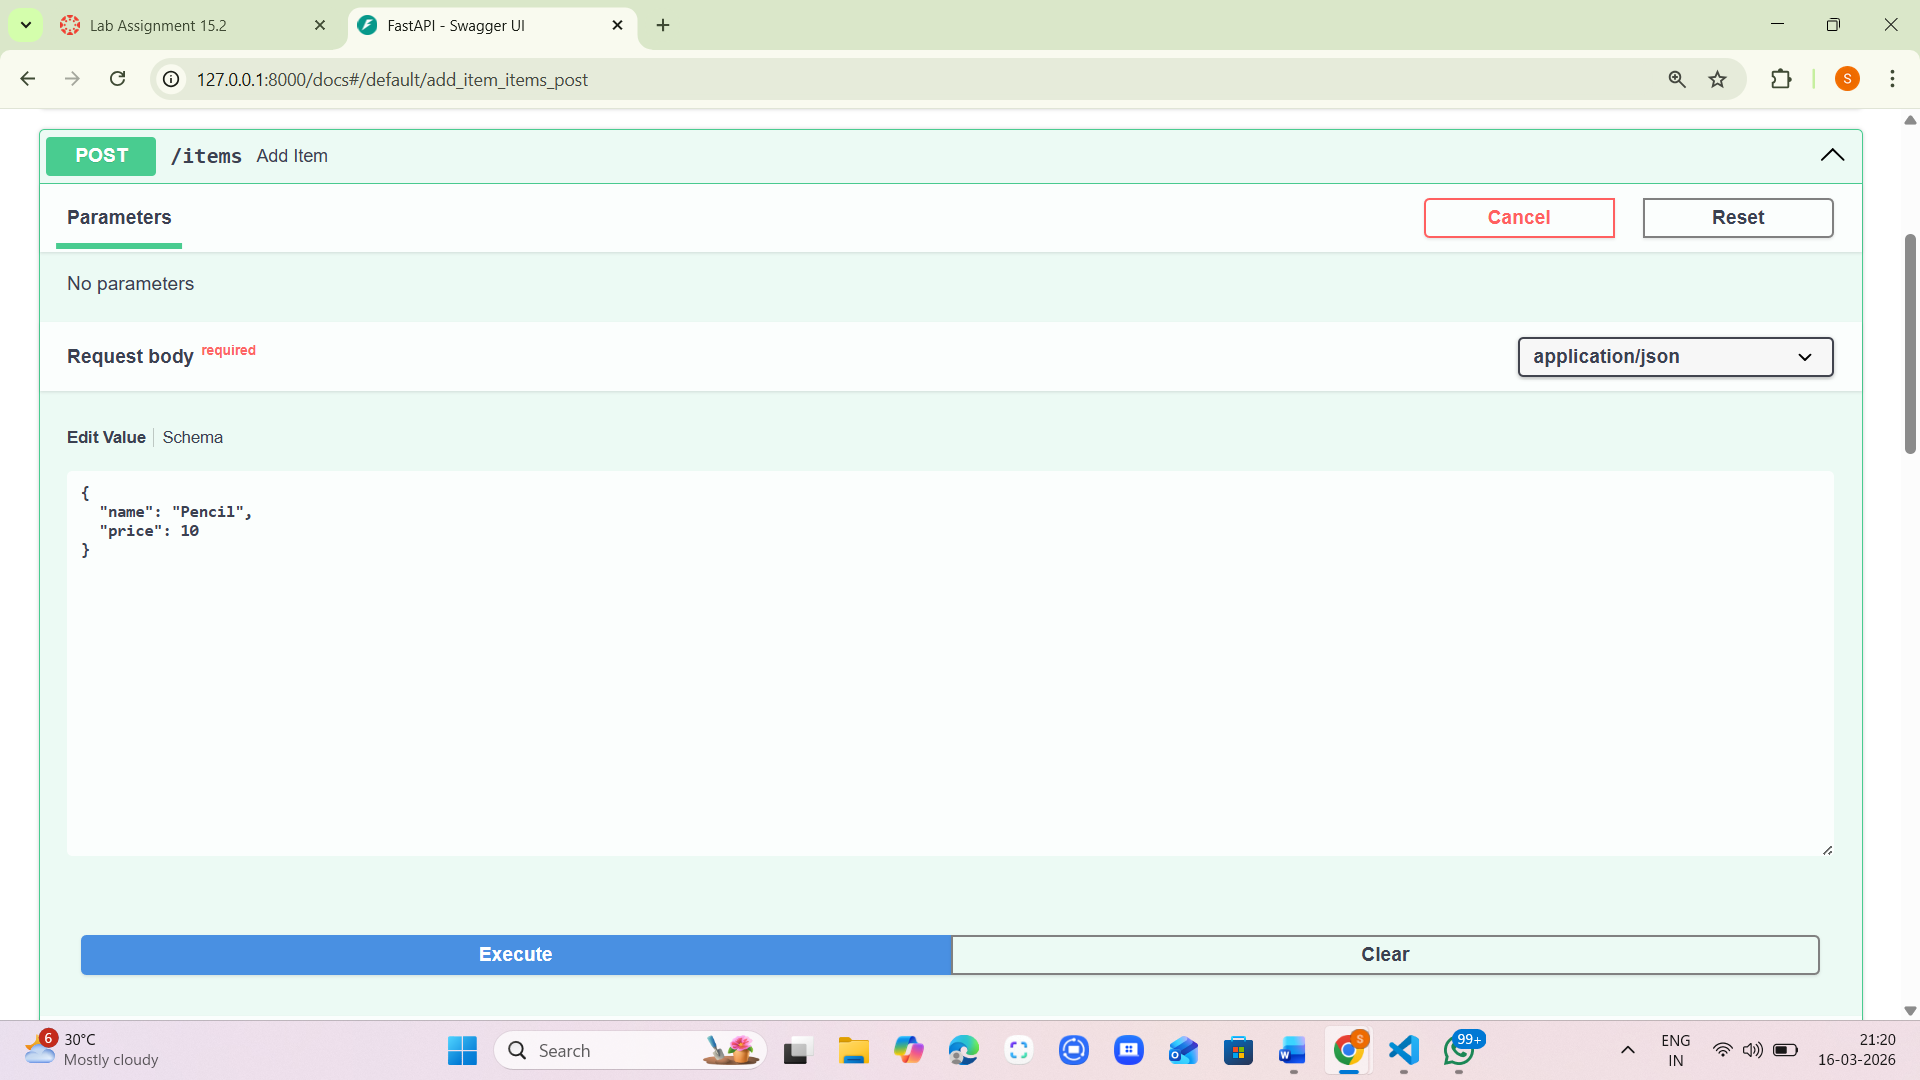 Lab Assignment 15.2
FastAPI - Swagger UI
127.0.0.1:8000/docs#/default/add_item_items_post
S
POST /items Add Item
Parameters
Cancel
Reset
No parameters
Request body required
application/json
Edit Value
Schema
{
"name": "Pencil",
"price": 10
}
Execute
Clear
6
30°C
Mostly cloudy
Search
S
99+
ENG
IN
21:20
16-03-2026